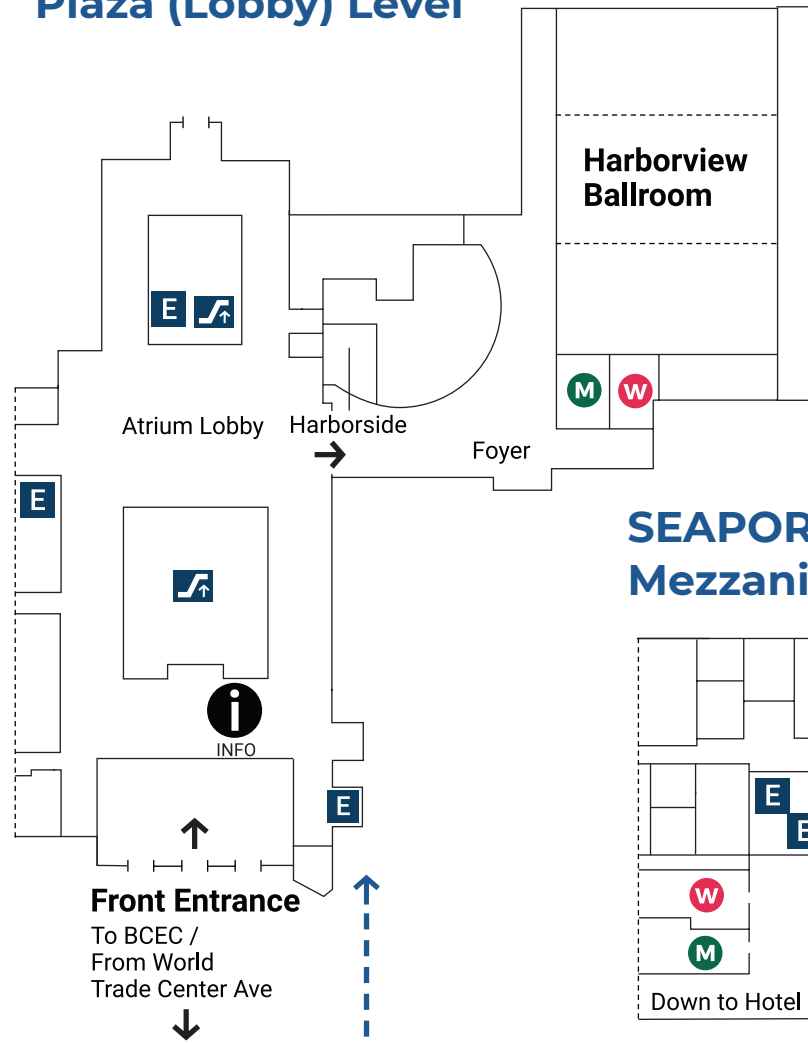 Plaza (Lobby) Level
Harborview
Ballroom
E
M
W
Atrium Lobby
Harborside
Foyer
E
i
INFO
E
Front Entrance
To BCEC /
From World
Trade Center Ave
SEAPOR
Mezzani
E
E
W
M
Down to Hotel